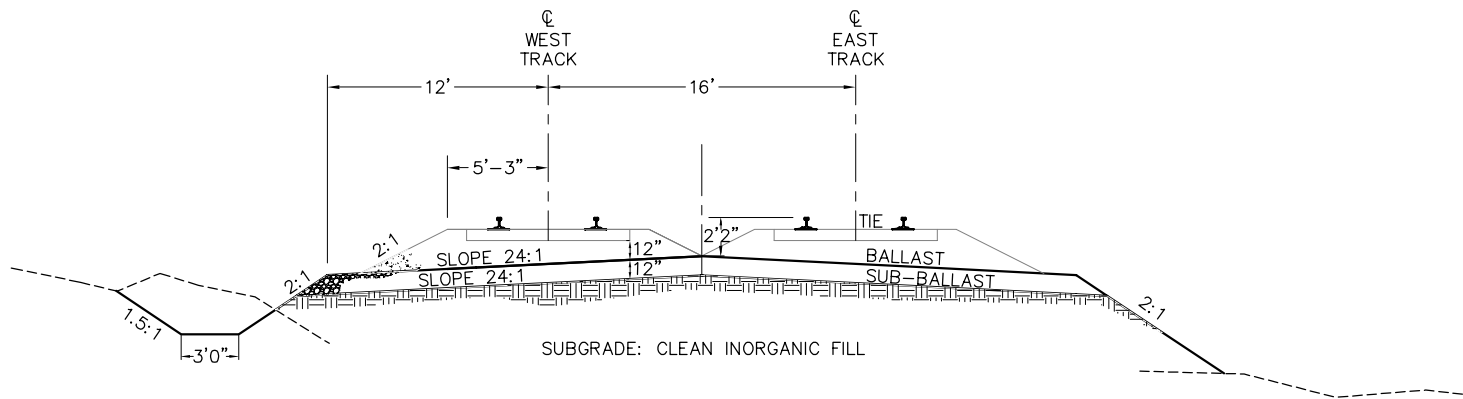 ℄
WEST
TRACK
℄
EAST
TRACK
12'
16'
5'-3"
TIE
2'2"
2:1
12"
BALLAST
SLOPE 24:1
2:1
SLOPE 24:1
12"
SUB-BALLAST
2:1
1.5:1
3'0"
SUBGRADE: CLEAN INORGANIC FILL